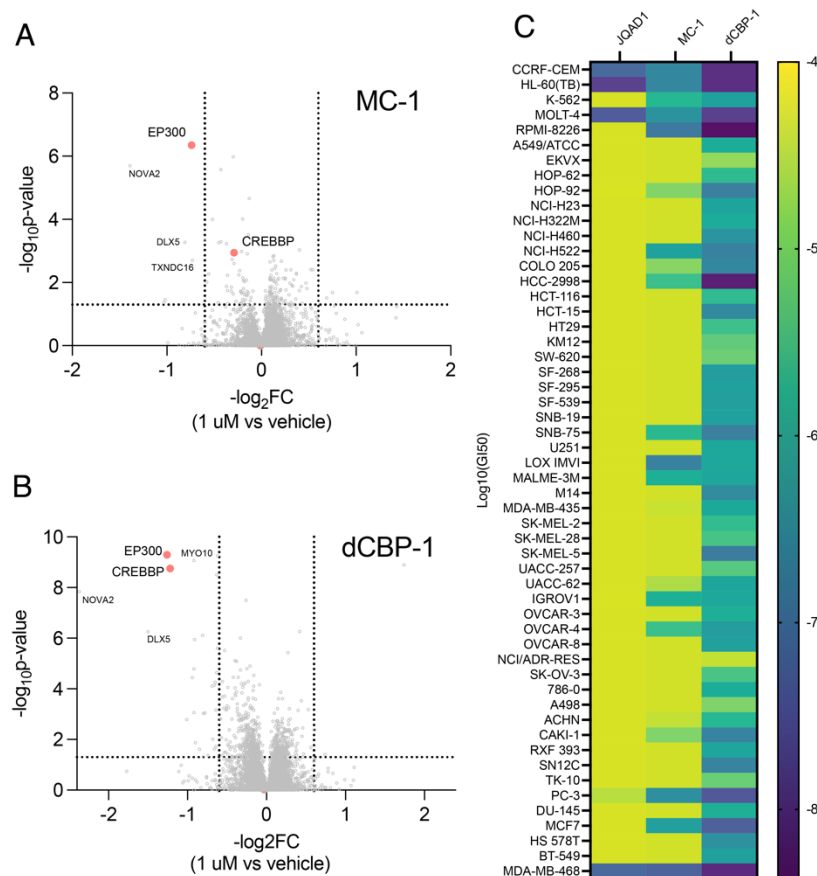 A
MC-1
8
6
4
2
0
-log10p-value
EP300
NOVA2
CREBBP
DLX5
TXNDC16
-2
-1
0
1
2
-log2FC
(1 uM vs vehicle)
B
dCBP-1
10
8
6
4
2
0
-log10p-value
EP300
MYO10
CREBBP
NOVA2
DLX5
-2
-1
0
1
2
-log2FC
(1 uM vs vehicle)
C
JQAD1
MC-1
dCBP-1
Log10(GI50)
CCRF-CEM
HL-60(TB)
K-562
MOLT-4
RPMI-8226
A549/ATCC
EKVX
HOP-62
HOP-92
NCI-H23
NCI-H322M
NCI-H460
NCI-H522
COLO 205
HCC-2998
HCT-116
HCT-15
HT29
KM12
SW-620
SF-268
SF-295
SF-539
SNB-19
SNB-75
U251
LOX IMVI
MALME-3M
M14
MDA-MB-435
SK-MEL-2
SK-MEL-28
SK-MEL-5
UACC-257
UACC-62
IGROV1
OVCAR-3
OVCAR-4
OVCAR-8
NCI/ADR-RES
SK-OV-3
786-0
A498
ACHN
CAKI-1
RXF 393
SN12C
TK-10
PC-3
DU-145
MCF7
HS 578T
BT-549
MDA-MB-468
-4
-5
-6
-7
-8